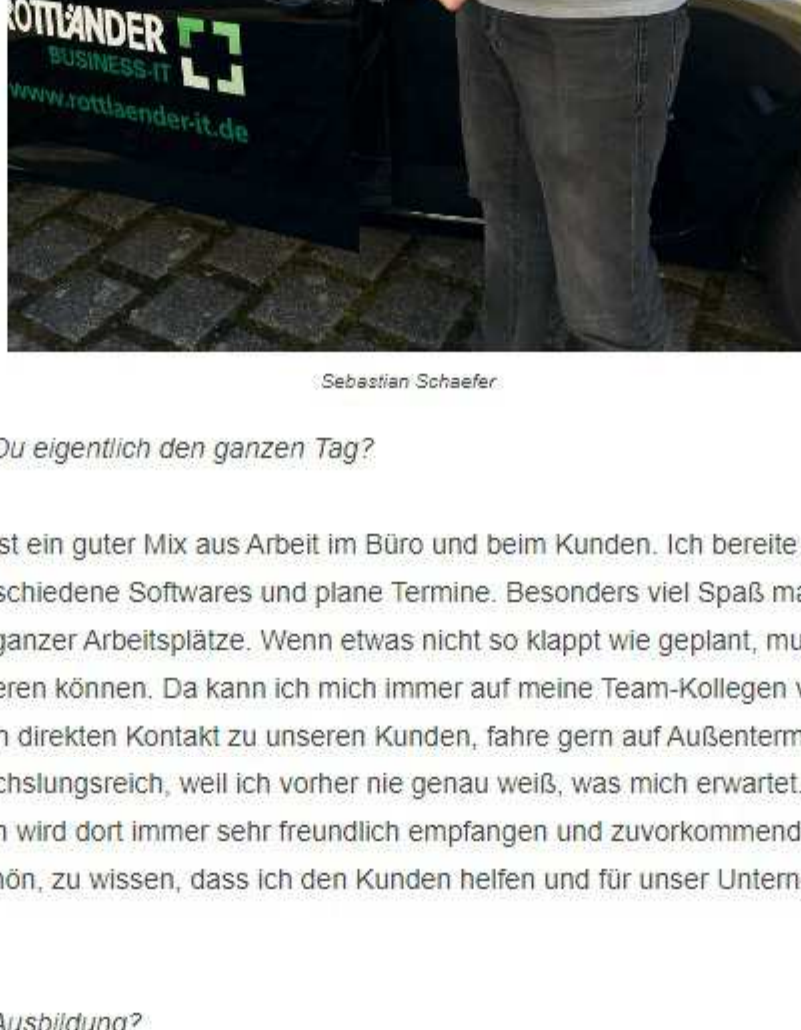 ROTTLÄNDER
BUSINESS-IT
www.rottlaender-it.de
Sebastian Schaefer
Du eigentlich den ganzen Tag?
st ein guter Mix aus Arbeit im Büro und beim Kunden. Ich bereite
schiedene Softwares und plane Termine. Besonders viel Spaß ma
ganzer Arbeitsplätze. Wenn etwas nicht so klappt wie geplant, mu
eren können. Da kann ich mich immer auf meine Team-Kollegen v
n direkten Kontakt zu unseren Kunden, fahre gern auf Außenterm
chslungsreich, weil ich vorher nie genau weiß, was mich erwartet.
n wird dort immer sehr freundlich empfangen und zuvorkommend
hön, zu wissen, dass ich den Kunden helfen und für unser Untern
Ausbildung?